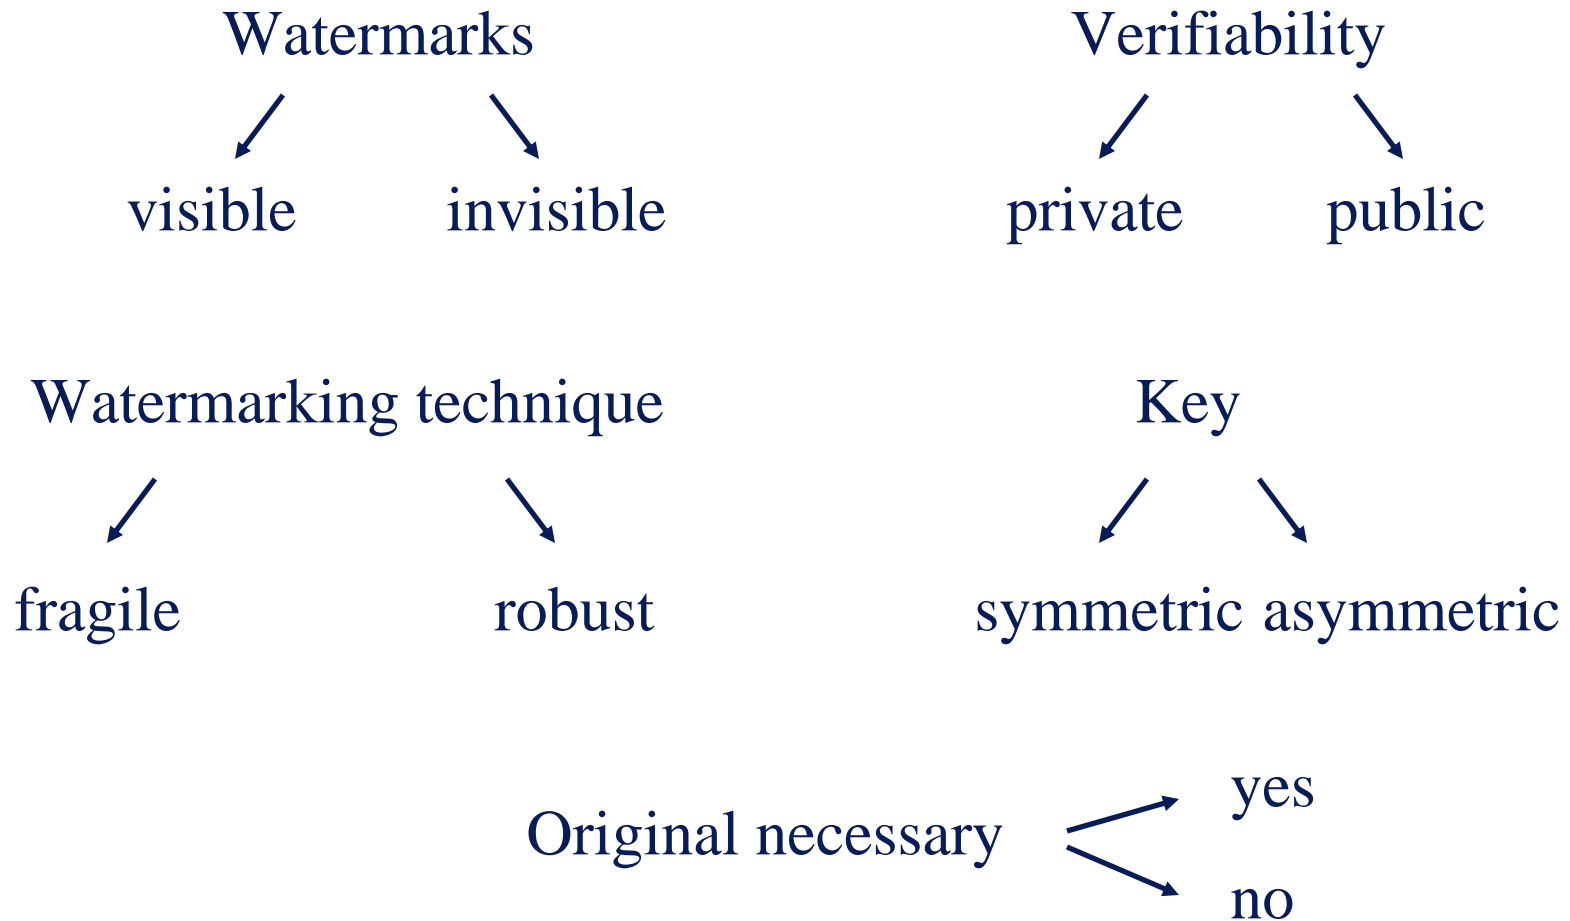 Watermarks Verifiability
visible invisible private public
Watermarking technique Key
fragile robust symmetric asymmetric
yes
Original necessary
no